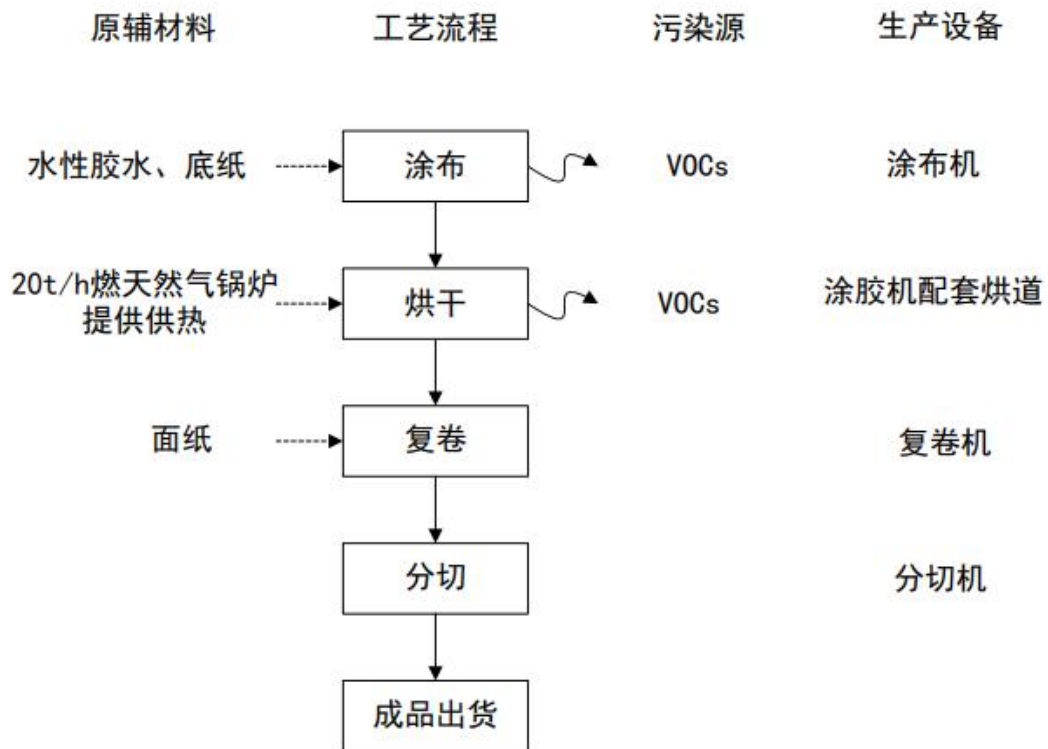 原辅材料 工艺流程 污染源 生产设备
水性胶水、底纸 涂布 VOCs 涂布机
20t/h燃天然气锅炉
提供供热 烘干 VOCs 涂胶机配套烘道
面纸 复卷 复卷机
分切 分切机
成品出货